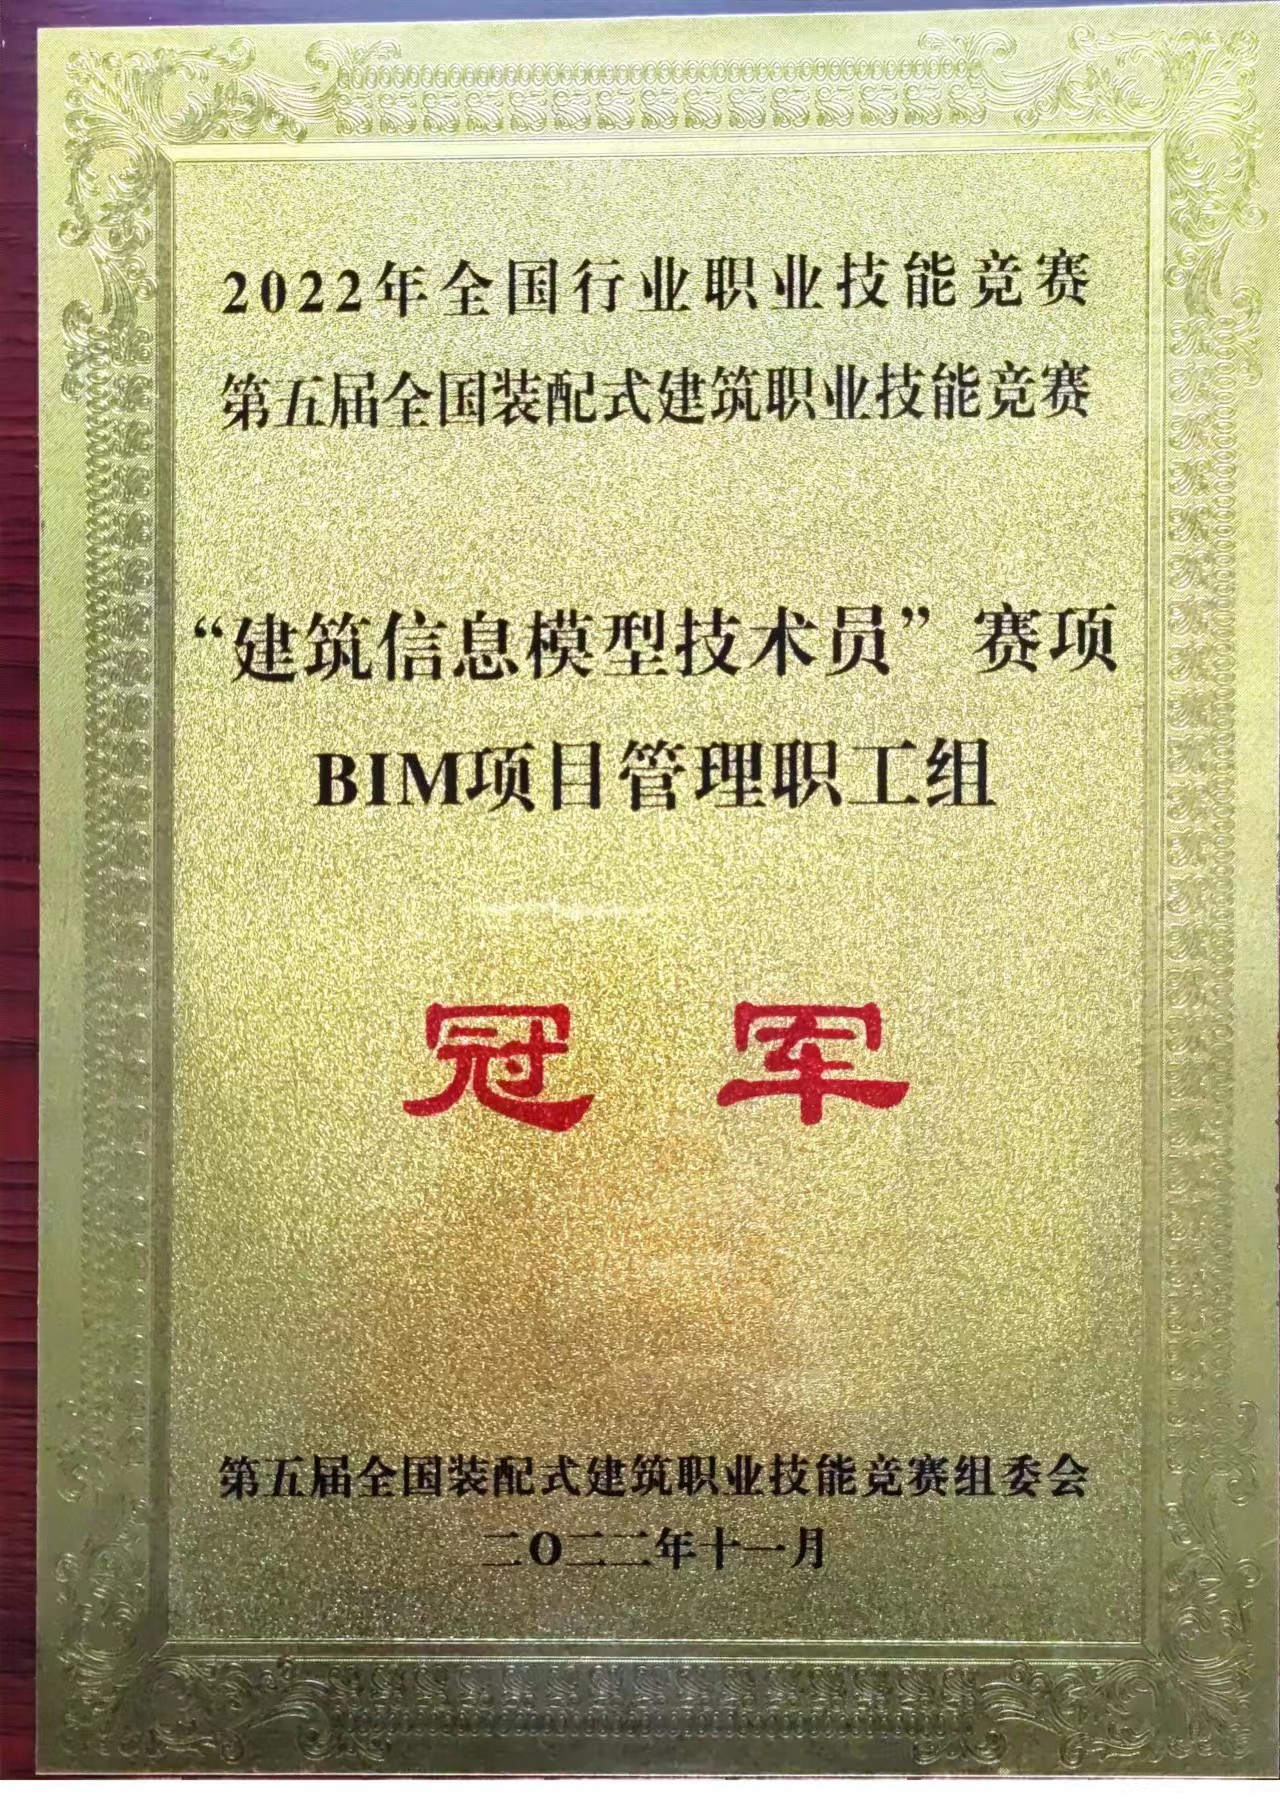 2022年全国行业职业技能竞赛
第五届全国装配式建筑职业技能竞赛
“建筑信息模型技术员”赛项
BIM项目管理职工组
冠 军
第五届全国装配式建筑职业技能竞赛组委会
二〇二二年十一月